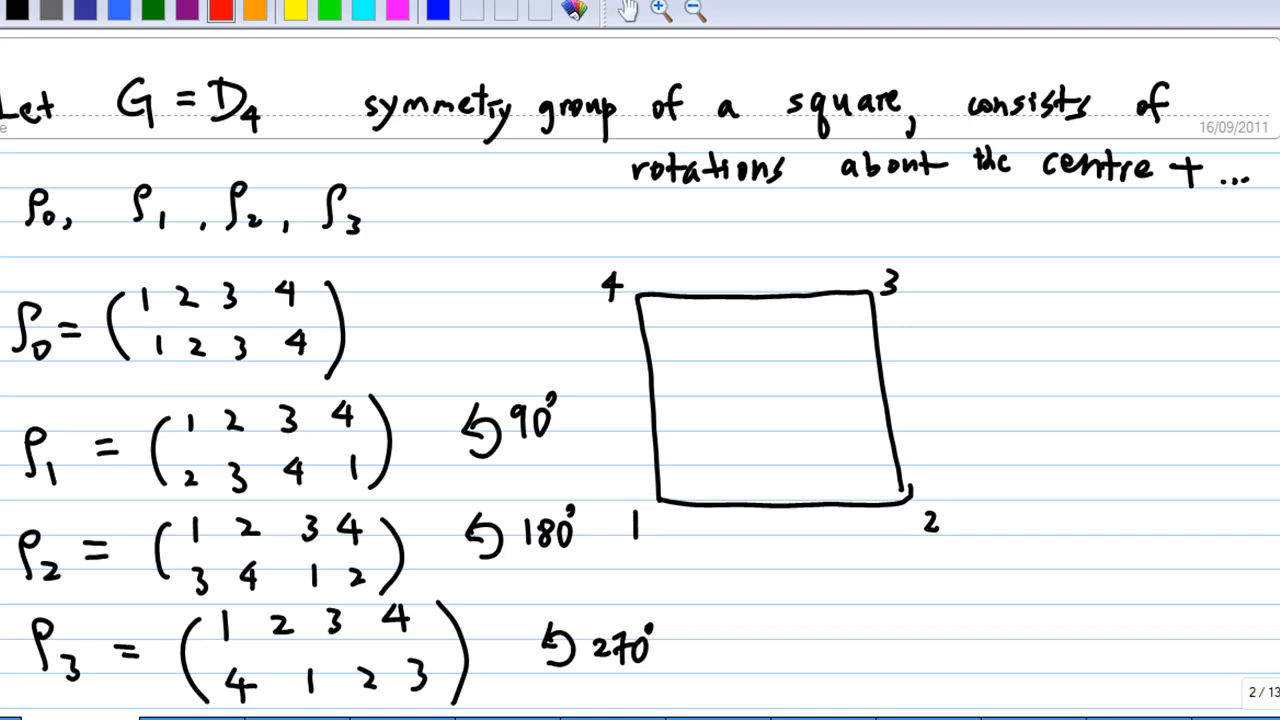 Let G = D₄ symmetry group of a square, consists of
16/09/2011
rotations about the centre + ...
ρ₀, ρ₁, ρ₂, ρ₃
4 3
ρ₀ = (1 2 3 4
1 2 3 4)
ρ₁ = (1 2 3 4
2 3 4 1) ↺ 90°
ρ₂ = (1 2 3 4
3 4 1 2) ↺ 180°
1 2
ρ₃ = (1 2 3 4
4 1 2 3) ↺ 270°
2 / 13